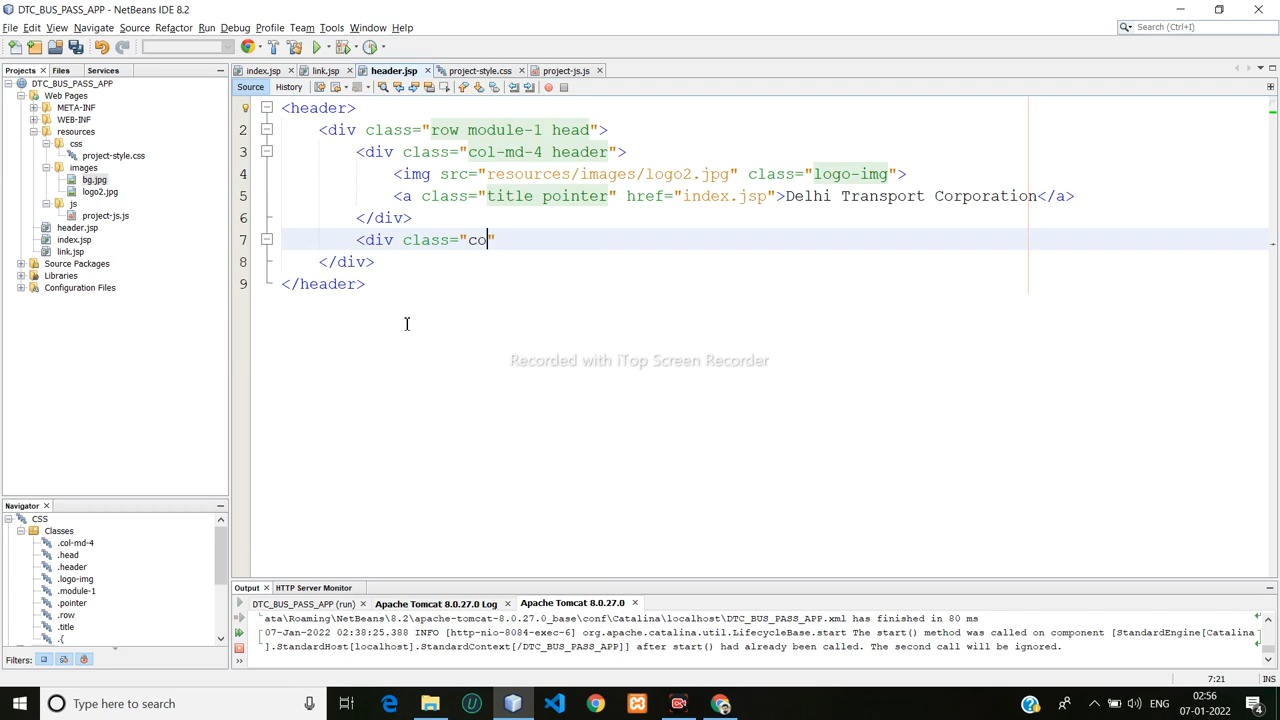 DTC_BUS_PASS_APP - NetBeans IDE 8.2
File Edit View Navigate Source Refactor Run Debug Profile Team Tools Window Help
Search (Ctrl+I)
Projects Files Services
index.jsp link.jsp header.jsp project-style.css project-js.js
Source History
DTC_BUS_PASS_APP
Web Pages
META-INF
WEB-INF
resources
css
project-style.css
images
bg.jpg
logo2.jpg
js
project-js.js
header.jsp
index.jsp
link.jsp
Source Packages
Libraries
Configuration Files
<header>
2 <div class="row module-1 head">
3 <div class="col-md-4 header">
4 <img src="resources/images/logo2.jpg" class="logo-img">
5 <a class="title pointer" href="index.jsp">Delhi Transport Corporation</a>
6 </div>
7 <div class="co"
8 </div>
9 </header>
Recorded with iTop Screen Recorder
Navigator
CSS
Classes
.col-md-4
.head
.header
.logo-img
.module-1
.pointer
.row
.title
.{
Filters:
Output HTTP Server Monitor
DTC_BUS_PASS_APP (run) Apache Tomcat 8.0.27.0 Log Apache Tomcat 8.0.27.0
ata\Roaming\NetBeans\8.2\apache-tomcat-8.0.27.0_base\conf\Catalina\localhost\DTC_BUS_PASS_APP.xml has finished in 80 ms
07-Jan-2022 02:38:25.388 INFO [http-nio-8084-exec-6] org.apache.catalina.util.LifecycleBase.start The start() method was called on component [StandardEngine[Catalina
].StandardHost[localhost].StandardContext[/DTC_BUS_PASS_APP]] after start() had already been called. The second call will be ignored.
7:21 INS
Type here to search
02:56
07-01-2022
4